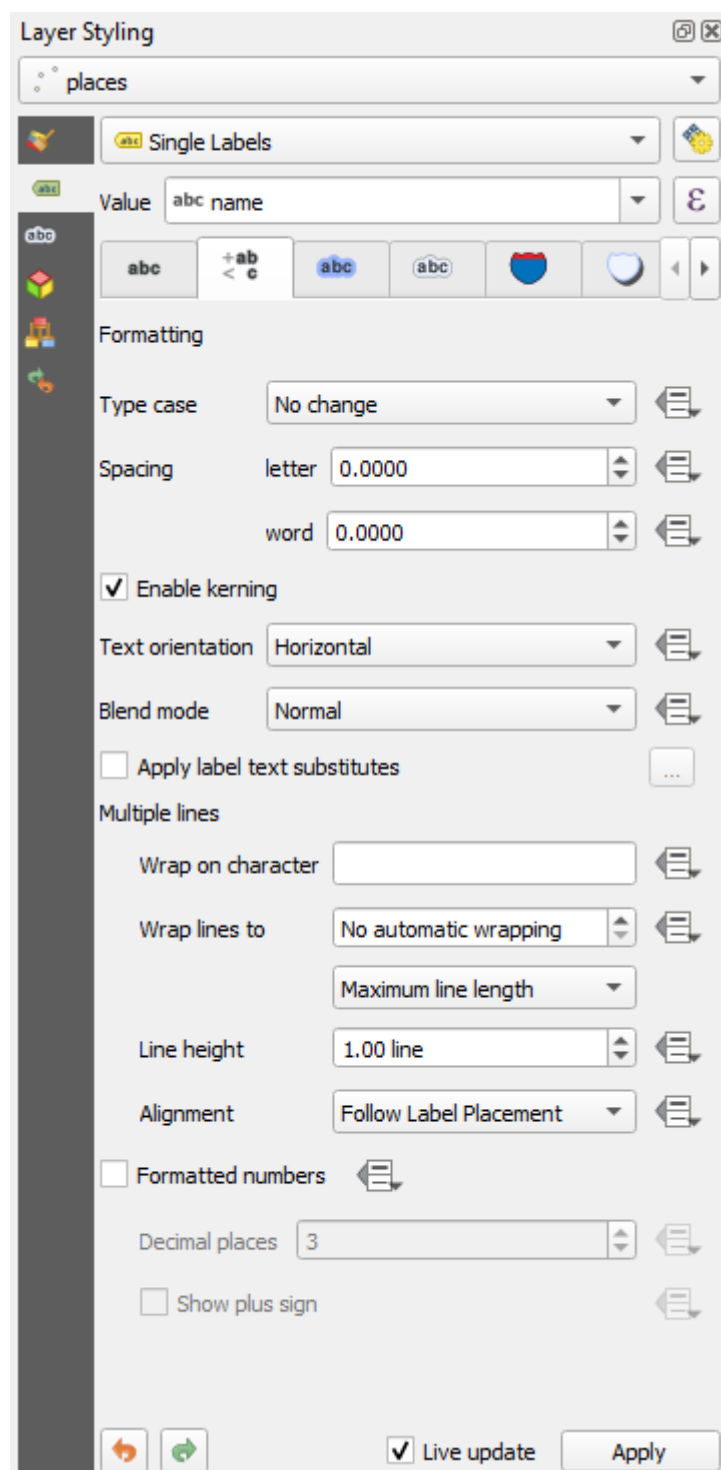 Layer Styling
places
abc Single Labels
Value abc name ε
abc +ab < c abc abc
abc
Formatting
Type case No change
Spacing letter 0.0000
word 0.0000
Enable kerning
Text orientation Horizontal
Blend mode Normal
Apply label text substitutes ...
Multiple lines
Wrap on character
Wrap lines to No automatic wrapping
Maximum line length
Line height 1.00 line
Alignment Follow Label Placement
Formatted numbers
Decimal places 3
Show plus sign
Live update Apply